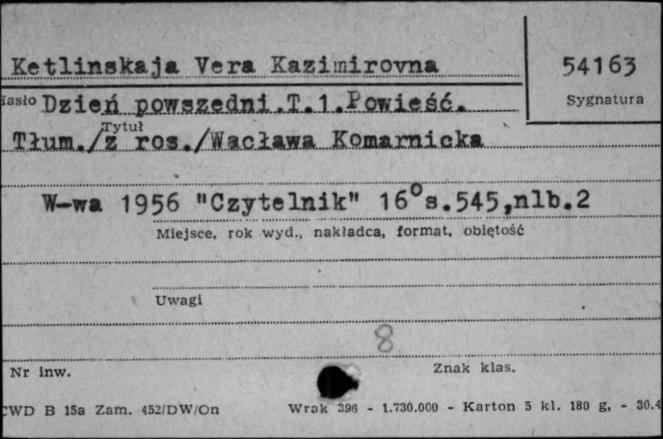 Ketlinskaja Vera Kazimirovna
54163
Sygnatura
Hasło Dzień powszedni.T.1.Powieść.
Tytuł
Tłum./z ros./Wacława Komarnicka
W-wa 1956 "Czytelnik" 16° s.545,nlb.2
Miejsce, rok wyd., nakładca, format, objętość
Uwagi
8
Nr inw.
Znak klas.
CWD B 15a Zam. 452/DW/On Wrak 396 - 1.730.000 - Karton 5 kl. 180 g, - 30.4